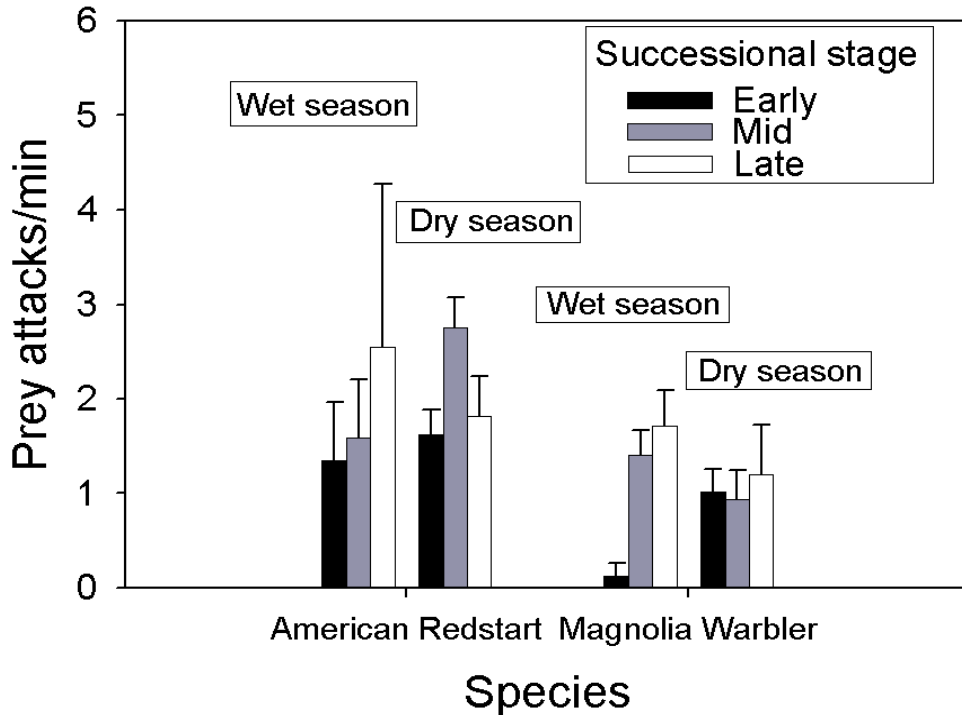 Prey attacks/min
6
5
4
3
2
1
0
Successional stage
Early
Mid
Late
Wet season
Dry season
Wet season
Dry season
American Redstart
Magnolia Warbler
Species